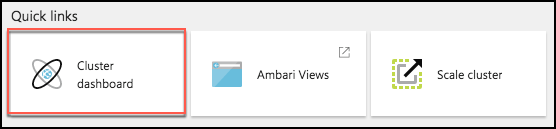 Quick links
Cluster
dashboard
Ambari Views
Scale cluster